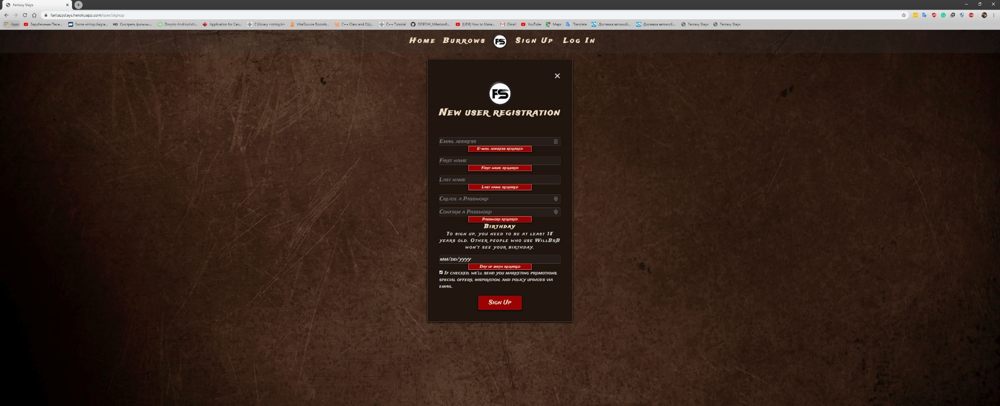 Fantasy Stays
fantazystays.herokuapp.com/user/signup
Apps
Зарубежные Песн...
Some wiring diagra...
HD Смотреть фильмы...
Dmytro Andriushch...
Application for Can...
C Library <string.h>
VitalSource Booksh...
C++ Class and Obj...
C++ Tutorial
OOP244_Mileston6...
[UE4] How to Make...
Gmail
YouTube
Maps
Translate
Доставка автомоб...
Доставка автомоб...
Fantasy Stays
Fantasy Stays
Home Burrows FS Sign Up Log In
FS
New user registration
Email address
E-mail address required
First name
First name required
Last name
Last name required
Create a Password
Confirm a Password
Password required
Birthday
To sign up, you need to be at least 18
years old. Other people who use WillBrB
won't see your birthday.
mm/dd/yyyy
Day of birth required
If checked, we'll send you marketing promotions,
special offers, inspiration, and policy updates via
email.
Sign Up